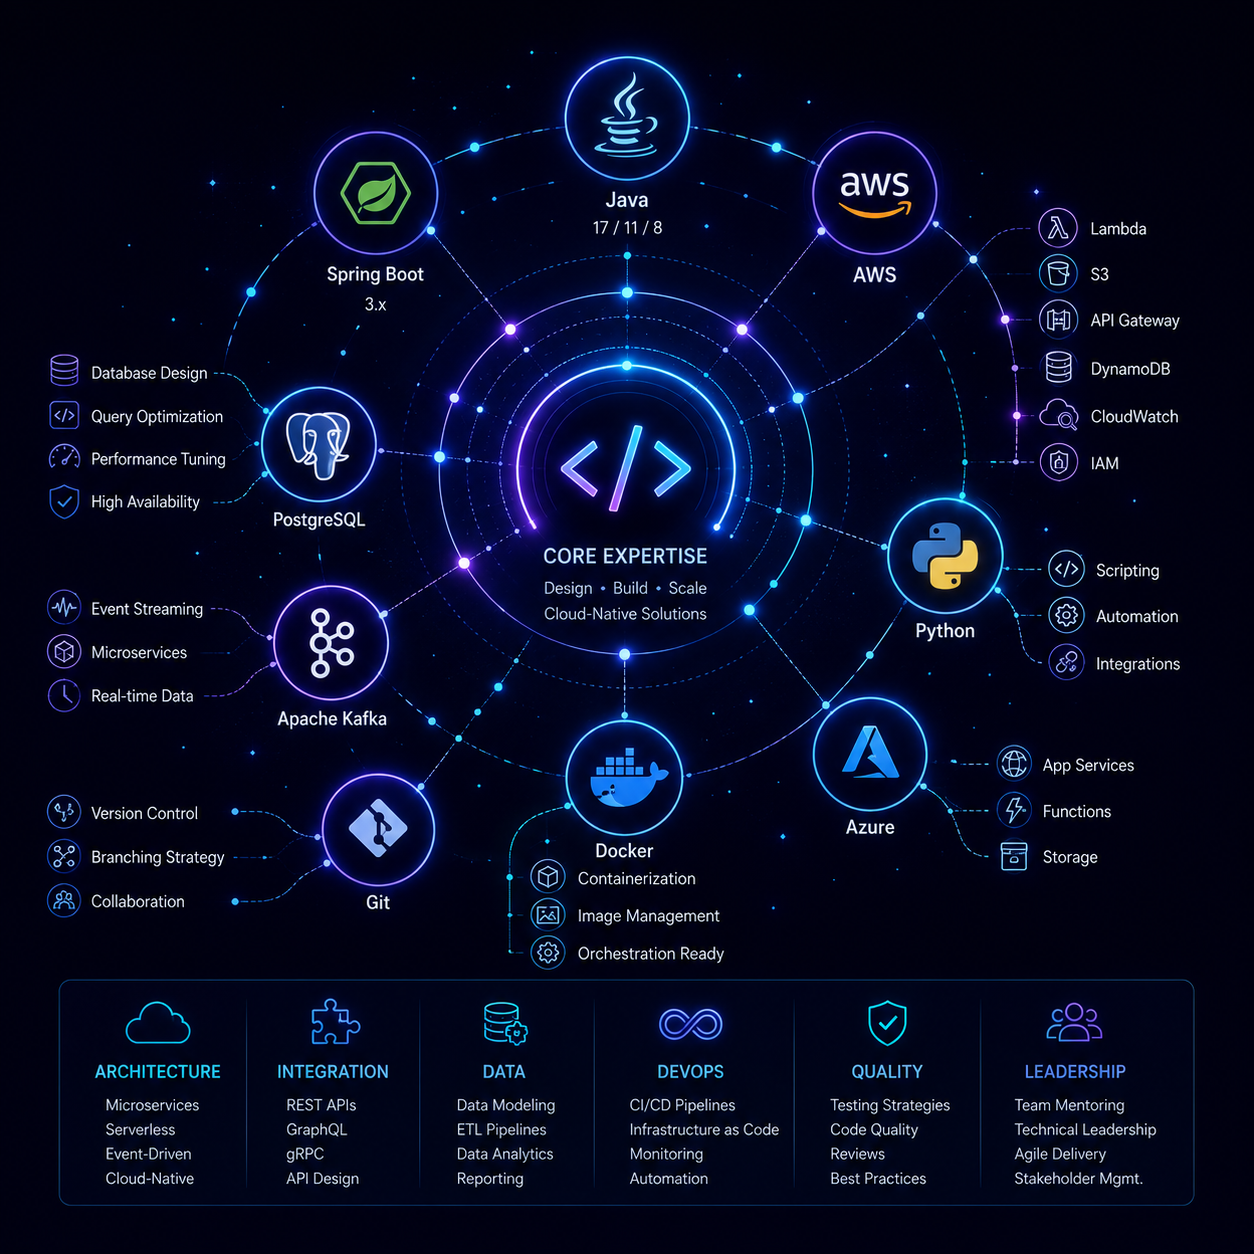 Java
17 / 11 / 8
Spring Boot
3.x
aws
AWS
Lambda
S3
API Gateway
DynamoDB
CloudWatch
IAM
Database Design
Query Optimization
Performance Tuning
High Availability
PostgreSQL
</>
CORE EXPERTISE
Design • Build • Scale
Cloud-Native Solutions
Python
</> Scripting
Automation
Integrations
Event Streaming
Microservices
Real-time Data
Apache Kafka
Azure
App Services
Functions
Storage
Version Control
Branching Strategy
Collaboration
Git
Docker
Containerization
Image Management
Orchestration Ready
ARCHITECTURE
Microservices
Serverless
Event-Driven
Cloud-Native
INTEGRATION
REST APIs
GraphQL
gRPC
API Design
DATA
Data Modeling
ETL Pipelines
Data Analytics
Reporting
DEVOPS
CI/CD Pipelines
Infrastructure as Code
Monitoring
Automation
QUALITY
Testing Strategies
Code Quality
Reviews
Best Practices
LEADERSHIP
Team Mentoring
Technical Leadership
Agile Delivery
Stakeholder Mgmt.